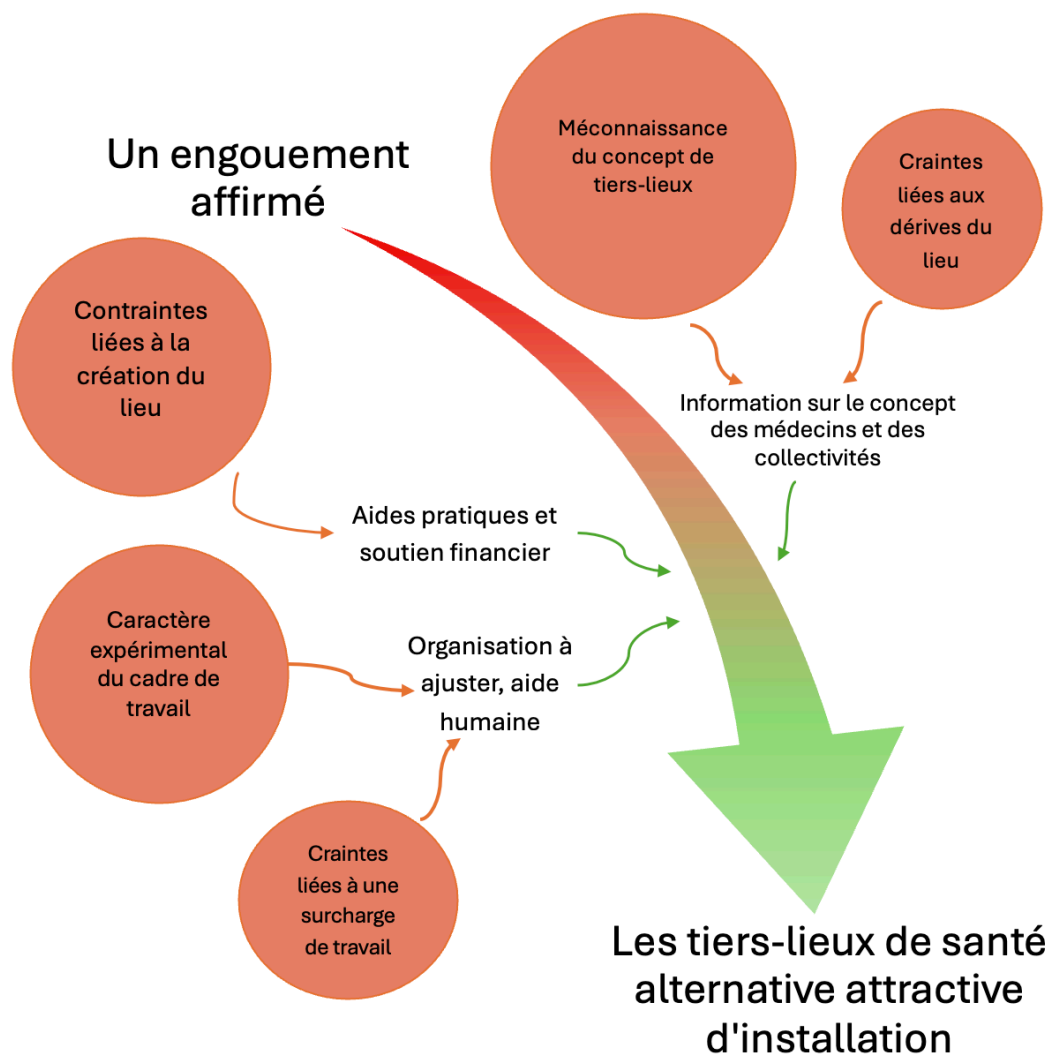 Un engouement
affirmé
Méconnaissance
du concept de
tiers-lieux
Craintes
liées aux
dérives du
lieu
Contraintes
liées à la
création du
lieu
Information sur le concept
des médecins et des
collectivités
Aides pratiques et
soutien financier
Caractère
expérimental
du cadre de
travail
Organisation à
ajuster, aide
humaine
Craintes
liées à une
surcharge
de travail
Les tiers-lieux de santé
alternative attractive
d'installation